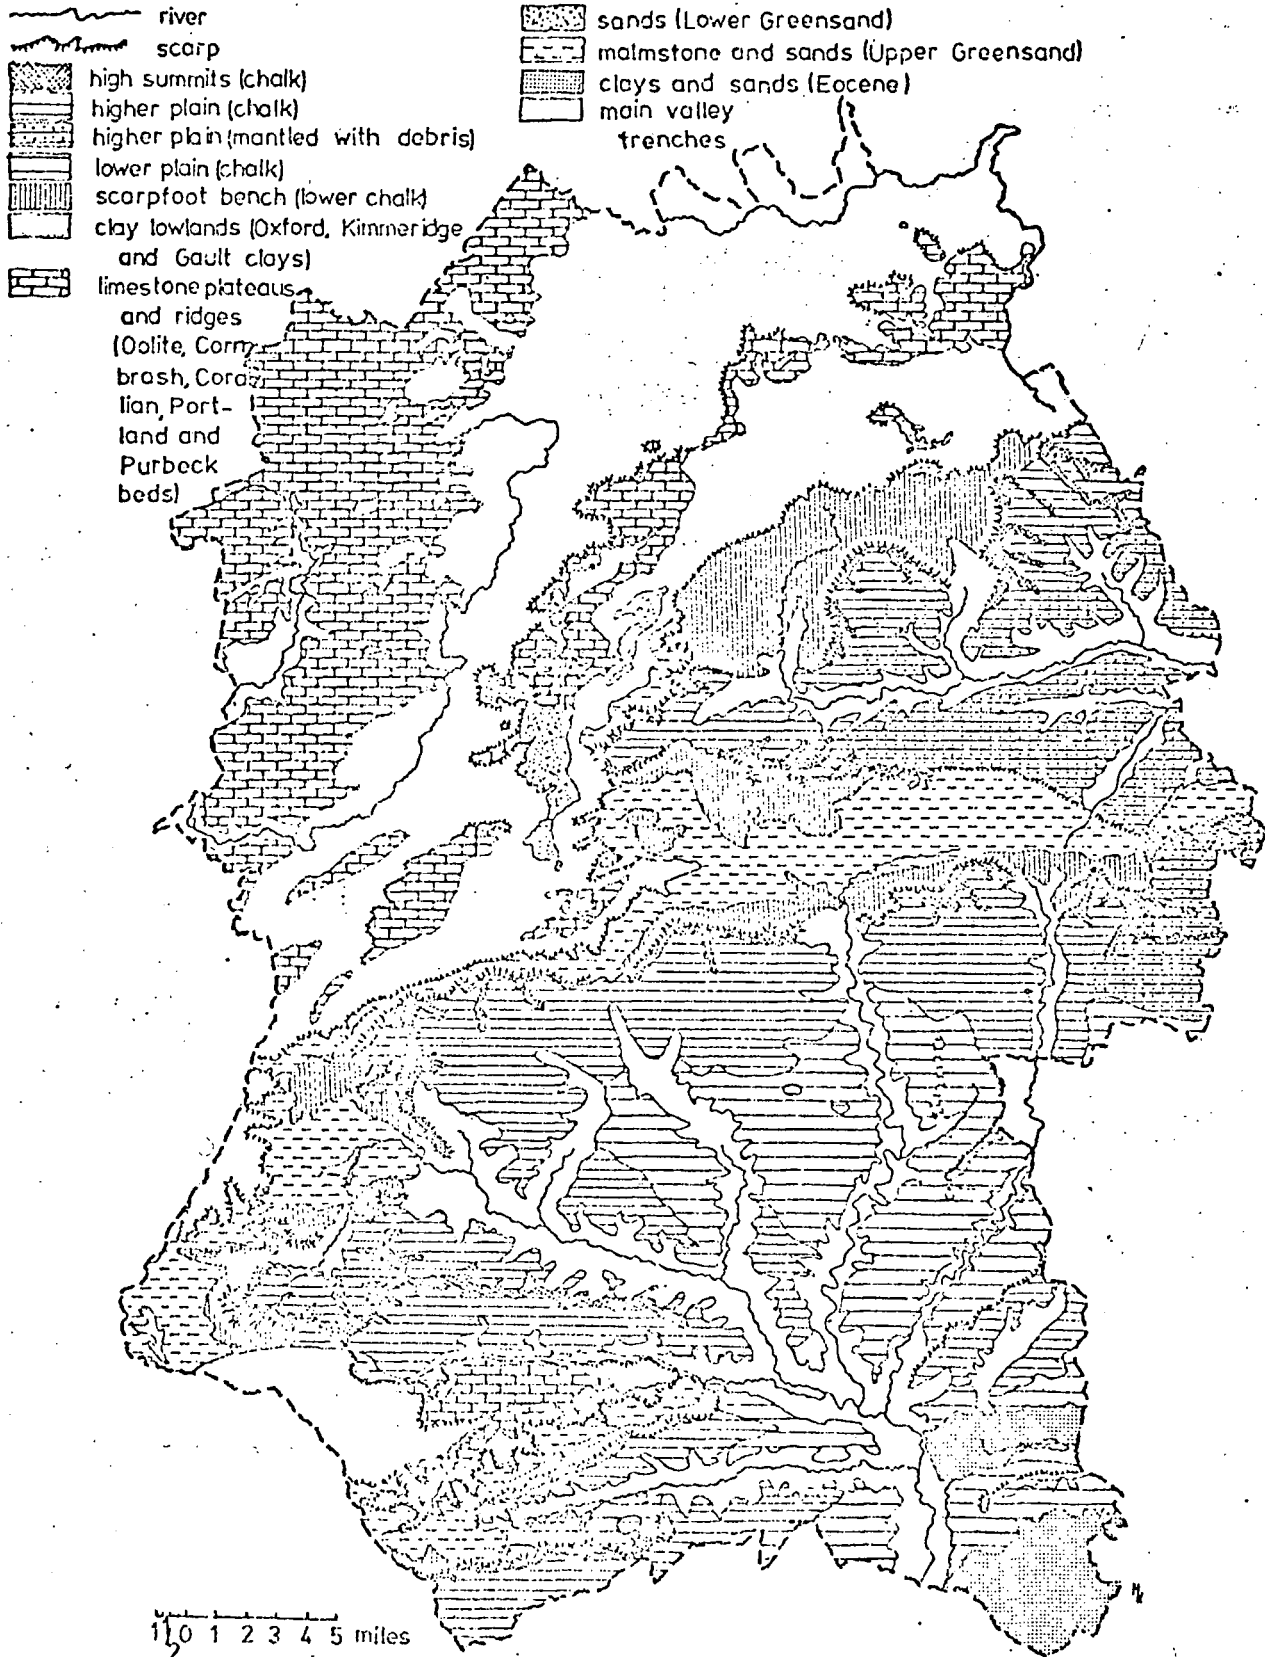 river
scarp
high summits (chalk)
higher plain (chalk)
higher plain (mantled with debris)
lower plain (chalk)
scarpfoot bench (lower chalk)
clay lowlands (Oxford, Kimmeridge
and Gault clays)
limestone plateaus
and ridges
(Oolite, Corn
brash, Coral
lian, Port-
land and
Purbeck
beds)
sands (Lower Greensand)
malmstone and sands (Upper Greensand)
clays and sands (Eocene)
main valley
trenches
0 1 2 3 4 5 miles